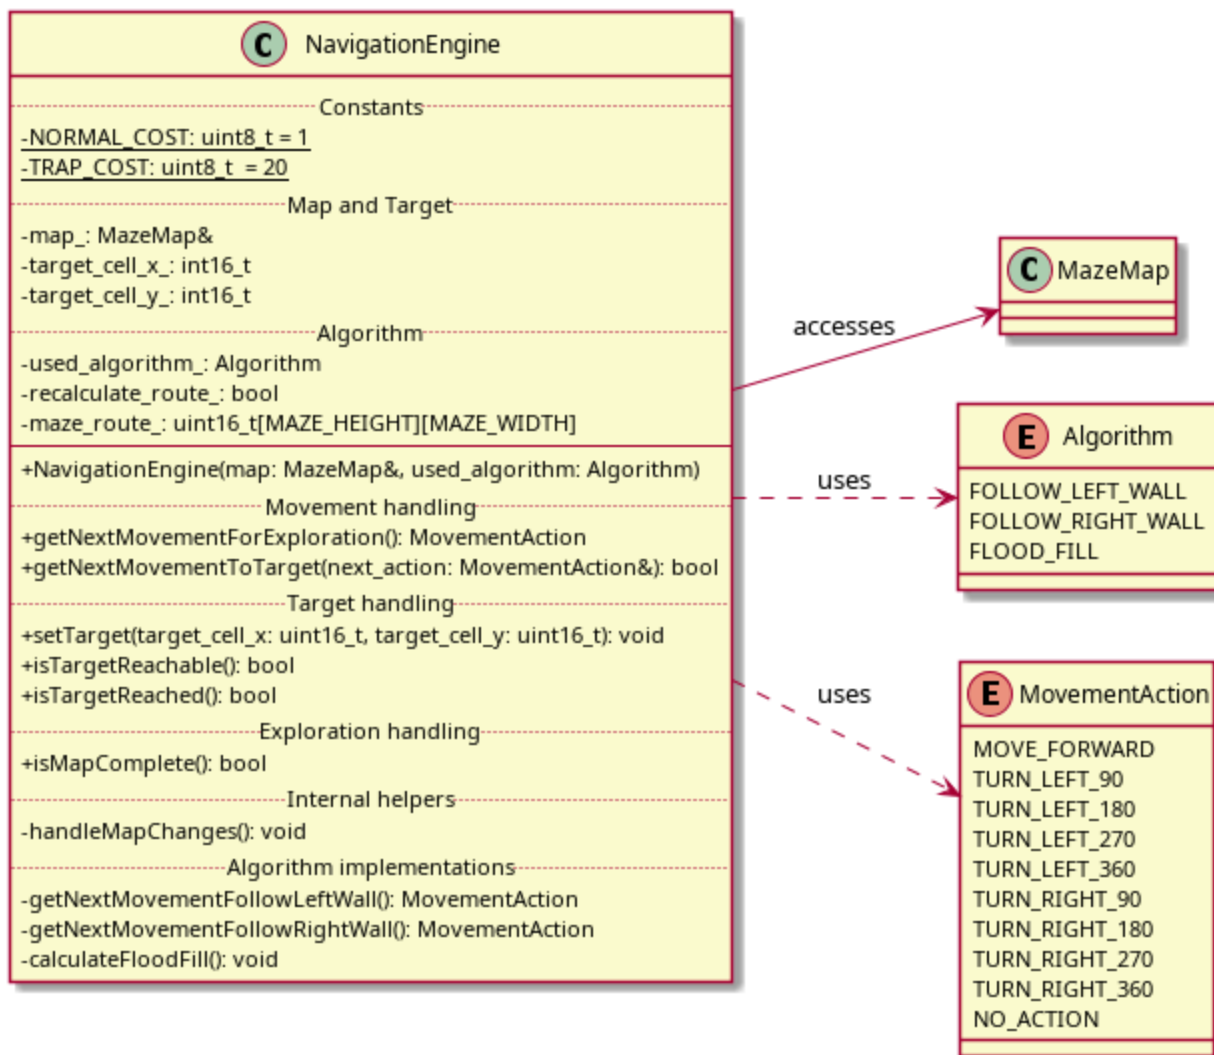 C NavigationEngine
Constants
-NORMAL_COST: uint8_t = 1
-TRAP_COST: uint8_t  = 20
Map and Target
-map_: MazeMap&
-target_cell_x_: int16_t
-target_cell_y_: int16_t
Algorithm
-used_algorithm_: Algorithm
-recalculate_route_: bool
-maze_route_: uint16_t[MAZE_HEIGHT][MAZE_WIDTH]
+NavigationEngine(map: MazeMap&, used_algorithm: Algorithm)
Movement handling
+getNextMovementForExploration(): MovementAction
+getNextMovementToTarget(next_action: MovementAction&): bool
Target handling
+setTarget(target_cell_x: uint16_t, target_cell_y: uint16_t): void
+isTargetReachable(): bool
+isTargetReached(): bool
Exploration handling
+isMapComplete(): bool
Internal helpers
-handleMapChanges(): void
Algorithm implementations
-getNextMovementFollowLeftWall(): MovementAction
-getNextMovementFollowRightWall(): MovementAction
-calculateFloodFill(): void
accesses
C MazeMap
uses
E Algorithm
FOLLOW_LEFT_WALL
FOLLOW_RIGHT_WALL
FLOOD_FILL
uses
E MovementAction
MOVE_FORWARD
TURN_LEFT_90
TURN_LEFT_180
TURN_LEFT_270
TURN_LEFT_360
TURN_RIGHT_90
TURN_RIGHT_180
TURN_RIGHT_270
TURN_RIGHT_360
NO_ACTION